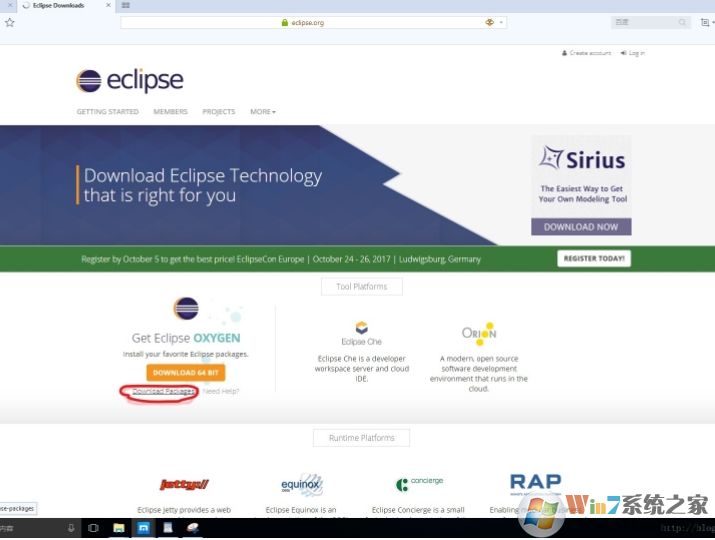 Eclipse Downloads
eclipse.org
百度
Create account
Log in
eclipse
GETTING STARTED
MEMBERS
PROJECTS
MORE
Download Eclipse Technology
that is right for you
Sirius
The Easiest Way to Get
Your Own Modeling Tool
DOWNLOAD NOW
Register by October 5 to get the best price! EclipseCon Europe | October 24 - 26, 2017 | Ludwigsburg, Germany
REGISTER TODAY!
Tool Platforms
Get Eclipse OXYGEN
Install your favorite Eclipse packages.
DOWNLOAD 64 BIT
Download Packages
Need Help?
Eclipse Che
Eclipse Che is a developer
workspace server and cloud
IDE.
ORION
A modern, open source
software development
environment that runs in the
cloud.
Runtime Platforms
jetty://
equinox
OSGi
concierge
RAP
Eclipse Jetty provides a web
Eclipse Equinox is an
Eclipse Concierge is a small
Enabling modular Business
se-packages
内容
Win7系统之家
http://blog